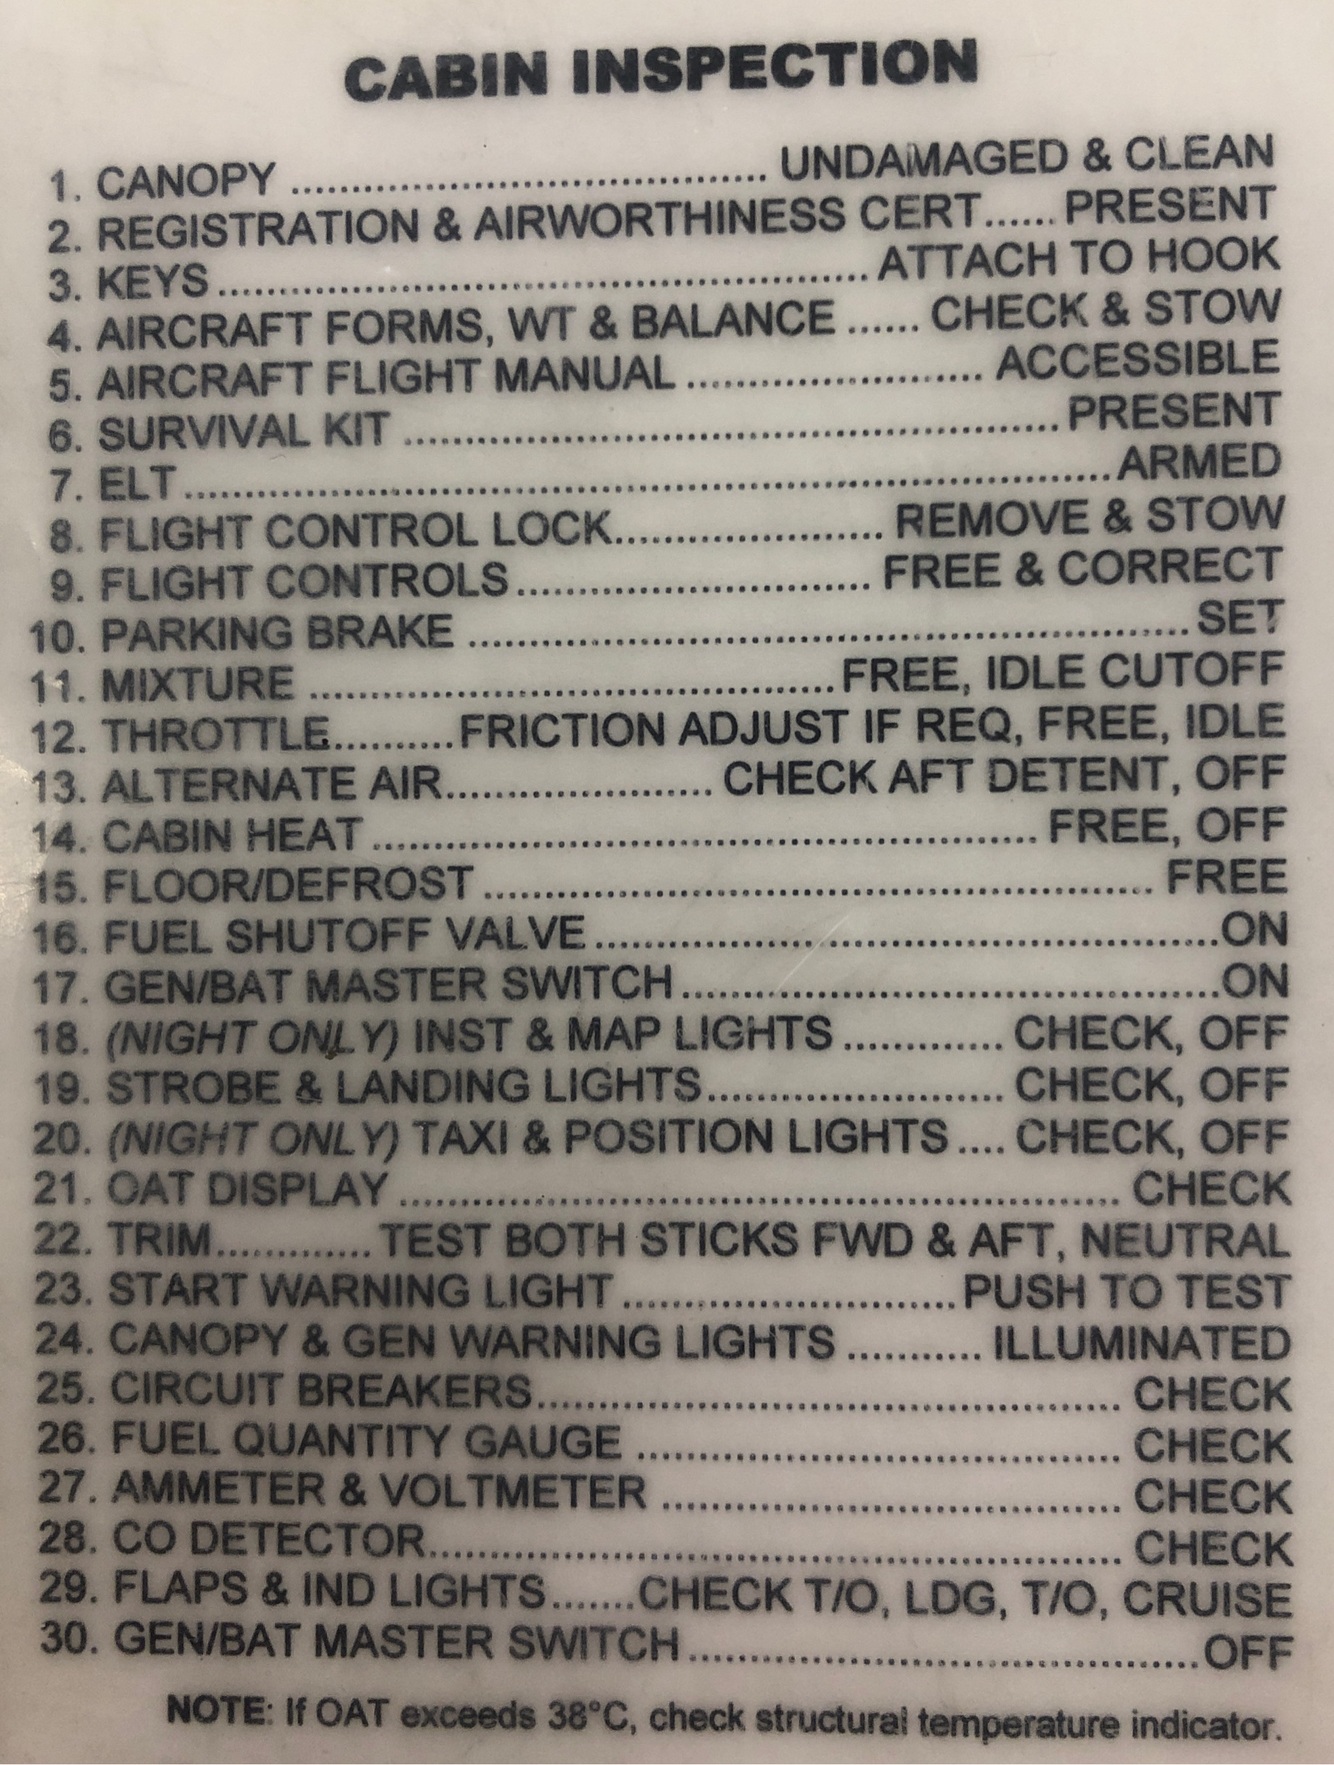 CABIN INSPECTION
1. CANOPY ........................................ UNDAMAGED & CLEAN
2. REGISTRATION & AIRWORTHINESS CERT...... PRESENT
3. KEYS ...................................................... ATTACH TO HOOK
4. AIRCRAFT FORMS, WT & BALANCE ...... CHECK & STOW
5. AIRCRAFT FLIGHT MANUAL ......................... ACCESSIBLE
6. SURVIVAL KIT ....................................................... PRESENT
7. ELT ............................................................................. ARMED
8. FLIGHT CONTROL LOCK....................... REMOVE & STOW
9. FLIGHT CONTROLS .............................. FREE & CORRECT
10. PARKING BRAKE ............................................................ SET
11. MIXTURE ............................................ FREE, IDLE CUTOFF
12. THROTTLE..........FRICTION ADJUST IF REQ, FREE, IDLE
13. ALTERNATE AIR...................... CHECK AFT DETENT, OFF
14. CABIN HEAT ........................................................ FREE, OFF
15. FLOOR/DEFROST ........................................................ FREE
16. FUEL SHUTOFF VALVE ....................................................ON
17. GEN/BAT MASTER SWITCH .............................................ON
18. (NIGHT ONLY) INST & MAP LIGHTS ............. CHECK, OFF
19. STROBE & LANDING LIGHTS......................... CHECK, OFF
20. (NIGHT ONLY) TAXI & POSITION LIGHTS .... CHECK, OFF
21. OAT DISPLAY ............................................................ CHECK
22. TRIM............. TEST BOTH STICKS FWD & AFT, NEUTRAL
23. START WARNING LIGHT ............................ PUSH TO TEST
24. CANOPY & GEN WARNING LIGHTS ........... ILLUMINATED
25. CIRCUIT BREAKERS................................................. CHECK
26. FUEL QUANTITY GAUGE ........................................ CHECK
27. AMMETER & VOLTMETER ...................................... CHECK
28. CO DETECTOR.......................................................... CHECK
29. FLAPS & IND LIGHTS.......CHECK T/O, LDG, T/O, CRUISE
30. GEN/BAT MASTER SWITCH ...........................................OFF
NOTE: If OAT exceeds 38°C, check structural temperature indicator.